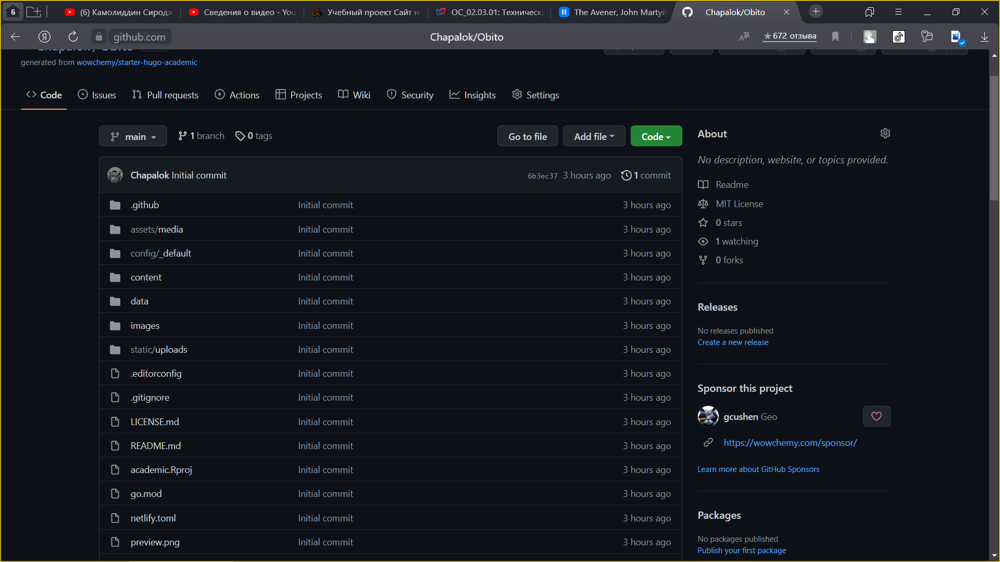 6
(6) Камолиддин Сиродж
Сведения о видео - You
Учебный проект Сайт на
ОС_02.03.01: Техническа
The Avener, John Martyn
Chapalok/Obito
Я
github.com
Chapalok/Obito
672 отзыва
Chapalok / Obito
generated from wowchemy/starter-hugo-academic
Code
Issues
Pull requests
Actions
Projects
Wiki
Security
Insights
Settings
main
1 branch
0 tags
Go to file
Add file
Code
Chapalok Initial commit
6b3ec37 3 hours ago
1 commit
.github Initial commit 3 hours ago
assets/media Initial commit 3 hours ago
config/_default Initial commit 3 hours ago
content Initial commit 3 hours ago
data Initial commit 3 hours ago
images Initial commit 3 hours ago
static/uploads Initial commit 3 hours ago
.editorconfig Initial commit 3 hours ago
.gitignore Initial commit 3 hours ago
LICENSE.md Initial commit 3 hours ago
README.md Initial commit 3 hours ago
academic.Rproj Initial commit 3 hours ago
go.mod Initial commit 3 hours ago
netlify.toml Initial commit 3 hours ago
preview.png Initial commit 3 hours ago
About
No description, website, or topics provided.
Readme
MIT License
0 stars
1 watching
0 forks
Releases
No releases published
Create a new release
Sponsor this project
gcushen Geo
https://wowchemy.com/sponsor/
Learn more about GitHub Sponsors
Packages
No packages published
Publish your first package